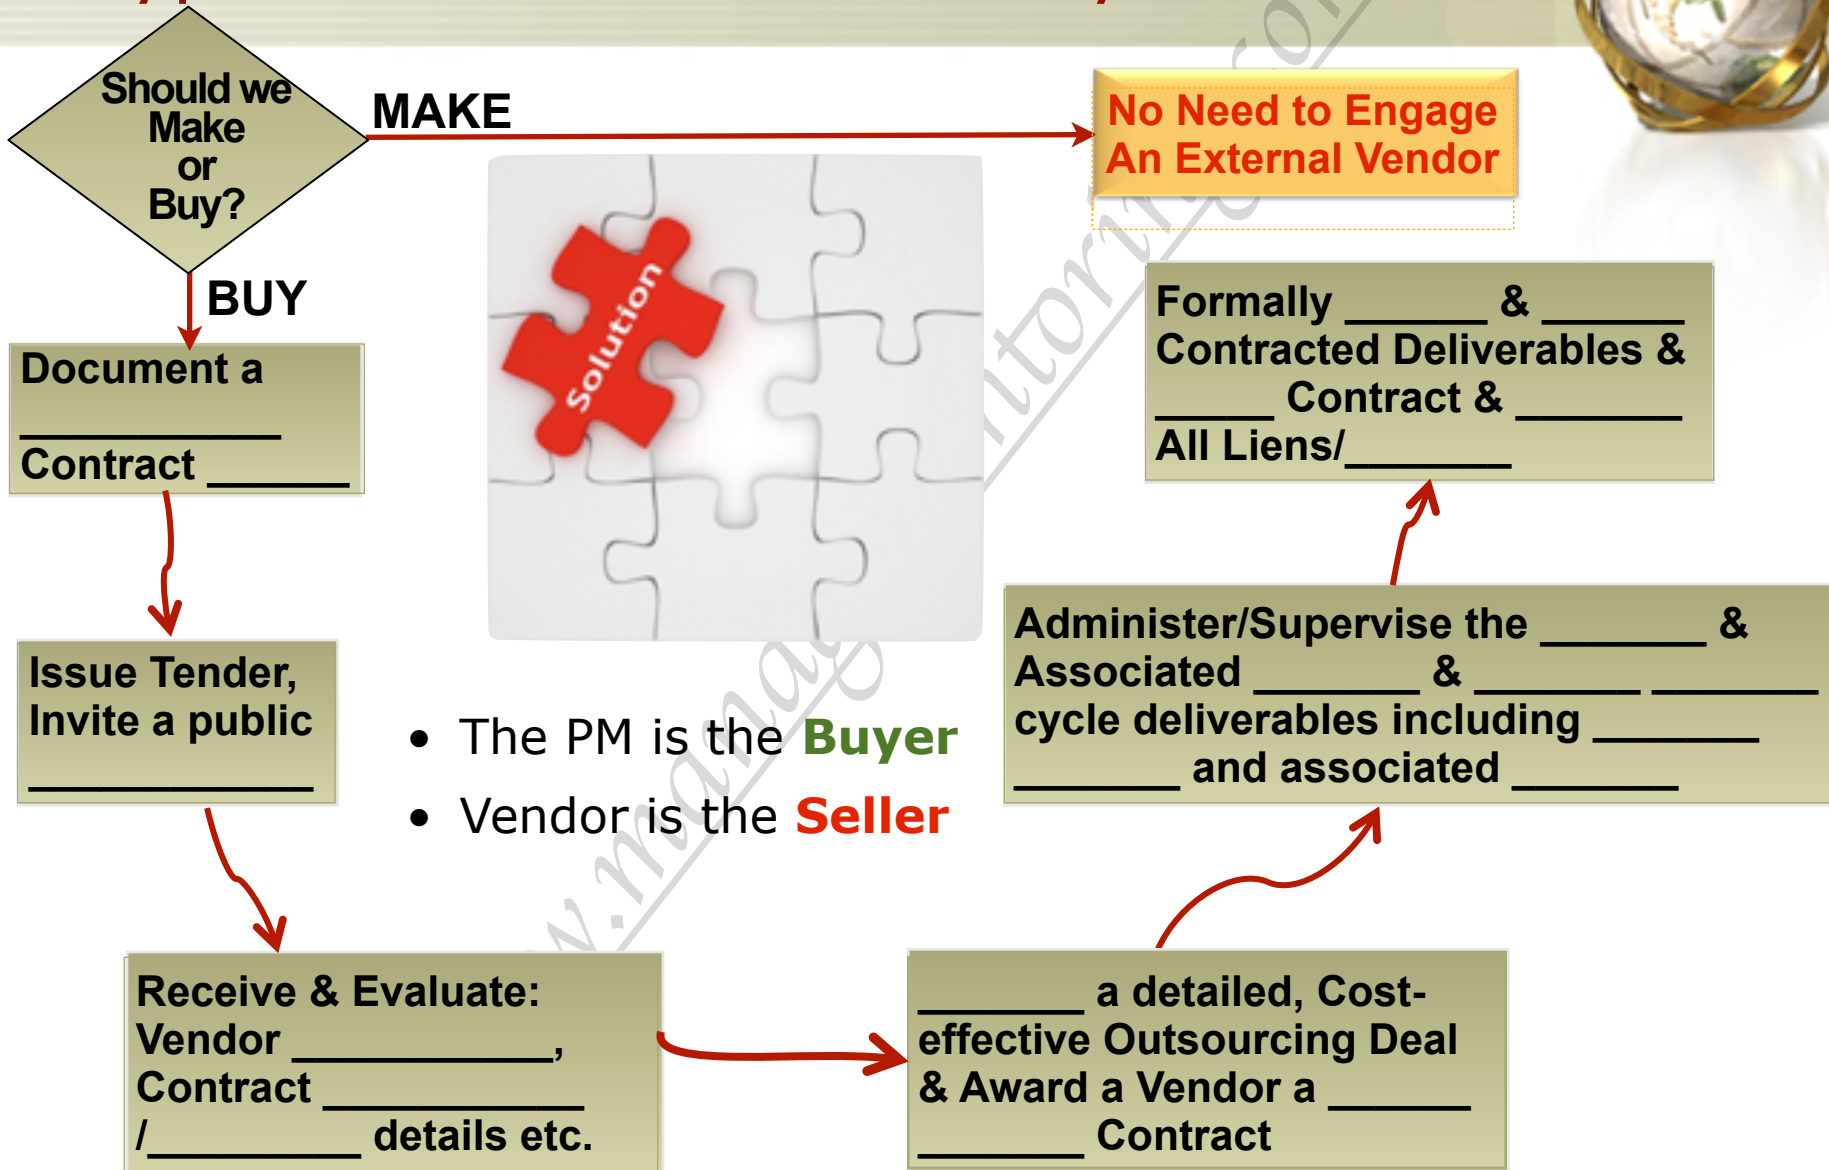 Should we
Make
or
Buy?
MAKE
No Need to Engage
An External Vendor
BUY
Document a
___________
Contract ______
Solution
Formally ______ & ______
Contracted Deliverables &
_____ Contract & _______
All Liens/_______
Issue Tender,
Invite a public
____________
• The PM is the Buyer
• Vendor is the Seller
Administer/Supervise the _______ &
Associated _______ & _______ _______
cycle deliverables including _______
_______ and associated _______
Receive & Evaluate:
Vendor ___________,
Contract ___________
/_________ details etc.
_______ a detailed, Cost-
effective Outsourcing Deal
& Award a Vendor a ______
_______ Contract